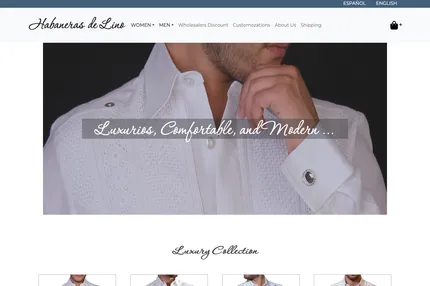 ESPAÑOL ENGLISH
Habaneras de Lino WOMEN MEN Wholesalers Discount Customizations About Us Shipping
Luxurios, Comfortable, and Modern ...
Luxury Collection